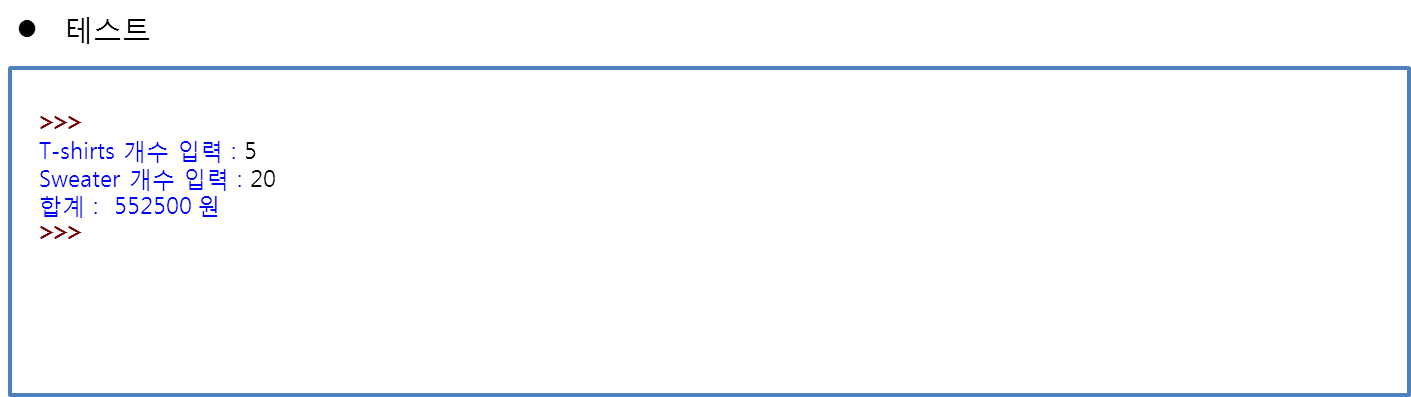 ● 테스트
>>>
T-shirts 개수 입력 : 5
Sweater 개수 입력 : 20
합계 :  552500 원
>>>